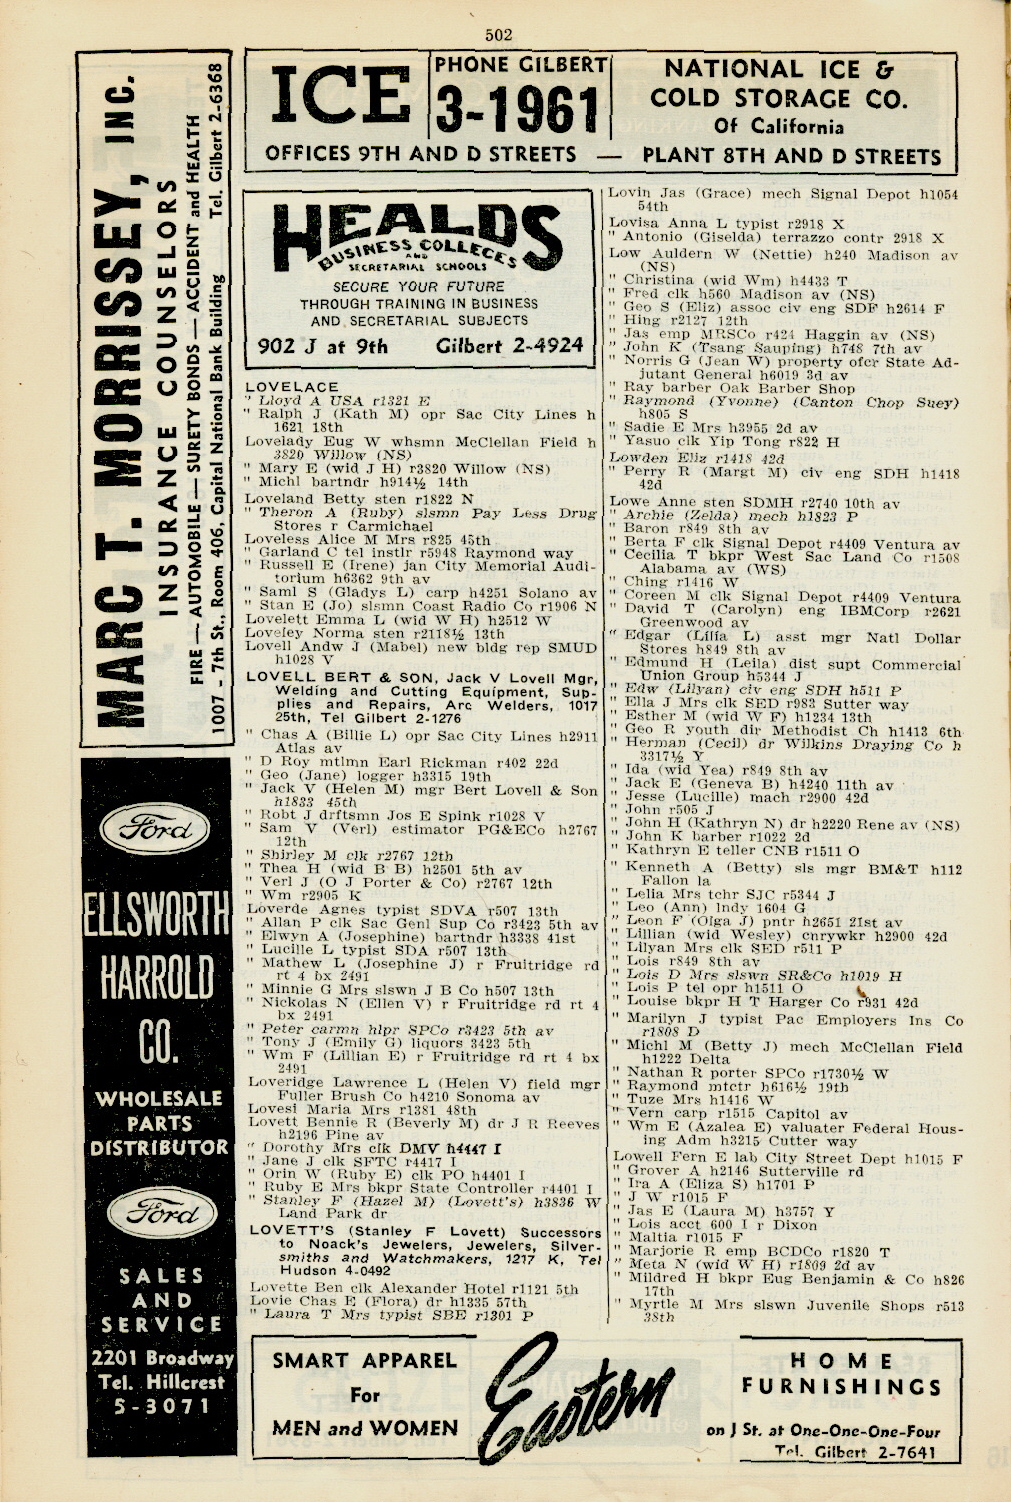 502
MARC T. MORRISSEY, INC.
INSURANCE COUNSELORS
FIRE — AUTOMOBILE — SURETY BONDS — ACCIDENT and HEALTH
1007 - 7th St., Room 406, Capital National Bank Building Tel. Gilbert 2-6368
Ford
ELLSWORTH
HARROLD
CO.
WHOLESALE
PARTS
DISTRIBUTOR
Ford
SALES
AND
SERVICE
2201 Broadway
Tel. Hillcrest
5-3071
ICE
PHONE GILBERT
3-1961
NATIONAL ICE &
COLD STORAGE CO.
Of California
OFFICES 9TH AND D STREETS — PLANT 8TH AND D STREETS
HEALDS
BUSINESS COLLEGES
AND
SECRETARIAL SCHOOLS
SECURE YOUR FUTURE
THROUGH TRAINING IN BUSINESS
AND SECRETARIAL SUBJECTS
902 J at 9th Gilbert 2-4924
LOVELACE
" Lloyd A USA r1321 E
" Ralph J (Kath M) opr Sac City Lines h
1621 18th
Lovelady Eug W whsmn McClellan Field h
3820 Willow (NS)
" Mary E (wid J H) r3820 Willow (NS)
" Michl bartndr h914½ 14th
Loveland Betty sten r1822 N
" Theron A (Ruby) slsmn Pay Less Drug
Stores r Carmichael
Loveless Alice M Mrs r825 45th
" Garland C tel instlr r5948 Raymond way
" Russell E (Irene) jan City Memorial Audi-
torium h6362 9th av
" Saml S (Gladys L) carp h4251 Solano av
" Stan E (Jo) slsmn Coast Radio Co r1906 N
Lovelett Emma L (wid W H) h2512 W
Loveley Norma sten r2118½ 13th
Lovell Andw J (Mabel) new bldg rep SMUD
h1028 V
LOVELL BERT & SON, Jack V Lovell Mgr,
Welding and Cutting Equipment, Sup-
plies and Repairs, Arc Welders, 1017
25th, Tel Gilbert 2-1276
" Chas A (Billie L) opr Sac City Lines h2911
Atlas av
" D Roy mtlmn Earl Rickman r402 22d
" Geo (Jane) logger h3315 19th
" Jack V (Helen M) mgr Bert Lovell & Son
h1833 45th
" Robt J drftsmn Jos E Spink r1028 V
" Sam V (Verl) estimator PG&ECo h2767
12th
" Shirley M clk r2767 12th
" Thea H (wid B B) h2501 5th av
" Verl J (O J Porter & Co) r2767 12th
" Wm r2905 K
Loverde Agnes typist SDVA r507 13th
" Allan P clk Sac Genl Sup Co r3423 5th av
" Elwyn A (Josephine) bartndr h3338 41st
" Lucille L typist SDA r507 13th
" Mathew L (Josephine J) r Fruitridge rd
rt 4 bx 2491
" Minnie G Mrs slswn J B Co h507 13th
" Nickolas N (Ellen V) r Fruitridge rd rt 4
bx 2491
" Peter carmn hlpr SPCo r3423 5th av
" Tony J (Emily G) liquors 3423 5th
" Wm F (Lillian E) r Fruitridge rd rt 4 bx
2491
Loveridge Lawrence L (Helen V) field mgr
Fuller Brush Co h4210 Sonoma av
Lovesi Maria Mrs r1381 48th
Lovett Bennie R (Beverly M) dr J R Reeves
h2196 Pine av
" Dorothy Mrs clk DMV h4447 I
" Jane J clk SFTC r4417 I
" Orin W (Ruby E) clk PO h4401 I
" Ruby E Mrs bkpr State Controller r4401 I
" Stanley F (Hazel M) (Lovett's) h3836 W
Land Park dr
LOVETT'S (Stanley F Lovett) Successors
to Noack's Jewelers, Jewelers, Silver-
smiths and Watchmakers, 1217 K, Tel
Hudson 4-0492
Lovette Ben clk Alexander Hotel r1121 5th
Lovie Chas E (Flora) dr h1335 57th
" Laura T Mrs typist SBE r1301 P
Lovin Jas (Grace) mech Signal Depot h1054
54th
Lovisa Anna L typist r2918 X
" Antonio (Giselda) terrazzo contr 2918 X
Low Auldern W (Nettie) h240 Madison av
(NS)
" Christina (wid Wm) h4433 T
" Fred clk h560 Madison av (NS)
" Geo S (Eliz) assoc civ eng SDF h2614 F
" Hing r2127 12th
" Jas emp MRSCo r424 Haggin av (NS)
" John K (Tsang Sauping) h748 7th av
" Norris G (Jean W) property ofcr State Ad-
jutant General h6019 3d av
" Ray barber Oak Barber Shop
" Raymond (Yvonne) (Canton Chop Suey)
h805 S
" Sadie E Mrs h3955 2d av
" Yasuo clk Yip Tong r822 H
Lowden Eliz r1418 42d
" Perry R (Margt M) civ eng SDH h1418
42d
Lowe Anne sten SDMH r2740 10th av
" Archie (Zelda) mech h1823 P
" Baron r849 8th av
" Berta F clk Signal Depot r4409 Ventura av
" Cecilia T bkpr West Sac Land Co r1508
Alabama av (WS)
" Ching r1416 W
" Coreen M clk Signal Depot r4409 Ventura
" David T (Carolyn) eng IBMCorp r2621
Greenwood av
" Edgar (Lilia L) asst mgr Natl Dollar
Stores h849 8th av
" Edmund H (Leila) dist supt Commercial
Union Group h5344 J
" Edw (Lilyan) civ eng SDH h511 P
" Ella J Mrs clk SED r983 Sutter way
" Esther M (wid W F) h1234 13th
" Geo R youth dir Methodist Ch h1413 6th
" Herman (Cecil) dr Wilkins Draying Co h
3317½ Y
" Ida (wid Yea) r849 8th av
" Jack E (Geneva B) h4240 11th av
" Jesse (Lucille) mach r2900 42d
" John r505 J
" John H (Kathryn N) dr h2220 Rene av (NS)
" John K barber r1022 2d
" Kathryn E teller CNB r1511 O
" Kenneth A (Betty) sls mgr BM&T h112
Fallon la
" Lelia Mrs tchr SJC r5344 J
" Leo (Ann) lndy 1604 G
" Leon F (Olga J) pntr h2651 21st av
" Lillian (wid Wesley) cnrywkr h2900 42d
" Lilyan Mrs clk SED r511 P
" Lois r849 8th av
" Lois D Mrs slswn SR&Co h1019 H
" Lois P tel opr h1511 O
" Louise bkpr H T Harger Co r931 42d
" Marilyn J typist Pac Employers Ins Co
r1808 D
" Michl M (Betty J) mech McClellan Field
h1222 Delta
" Nathan R porter SPCo r1730½ W
" Raymond mtctr h616½ 19th
" Tuze Mrs h1416 W
" Vern carp r1515 Capitol av
" Wm E (Azalea E) valuater Federal Hous-
ing Adm h3215 Cutter way
Lowell Fern E lab City Street Dept h1015 F
" Grover A h2146 Sutterville rd
" Ira A (Eliza S) h1701 P
" J W r1015 F
" Jas E (Laura M) h3757 Y
" Lois acct 600 I r Dixon
" Maltia r1015 F
" Marjorie R emp BCDCo r1820 T
" Meta N (wid W H) r1809 2d av
" Mildred H bkpr Eug Benjamin & Co h826
17th
" Myrtle M Mrs slswn Juvenile Shops r513
38th
SMART APPAREL
For
MEN and WOMEN
Eastern
HOME
FURNISHINGS
on J St. at One-One-One-Four
Tel. Gilbert 2-7641